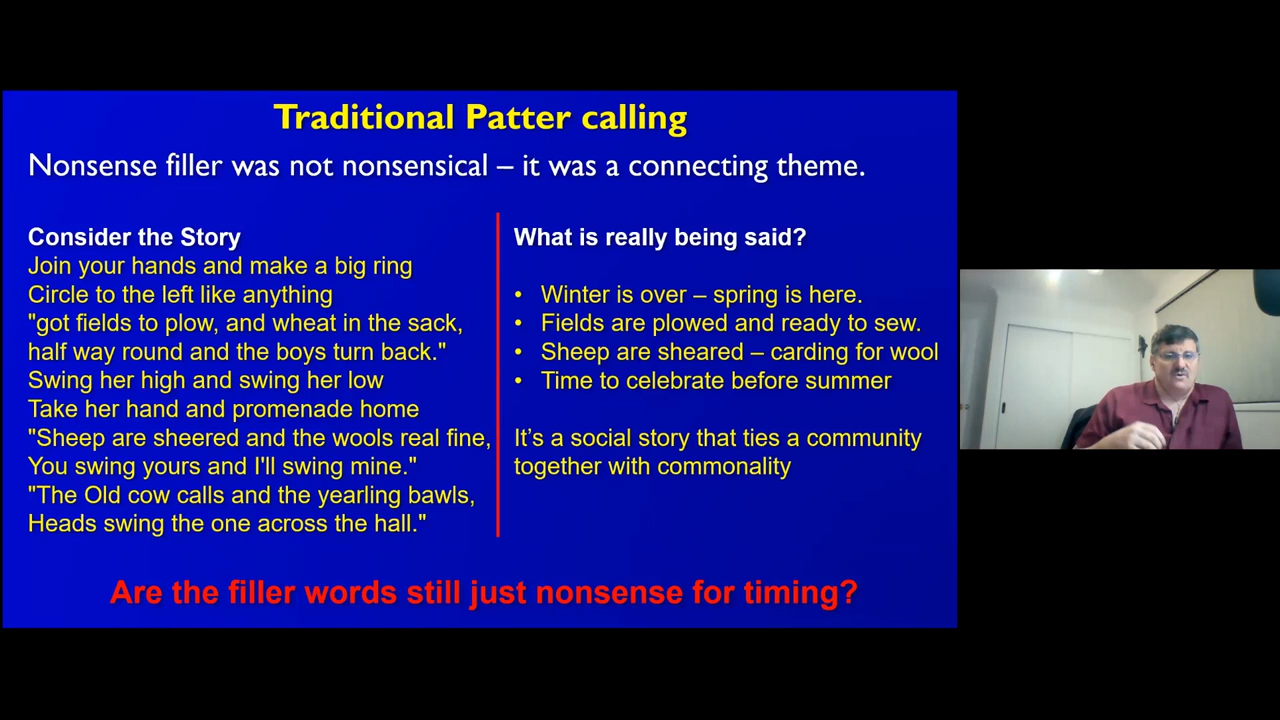 Traditional Patter calling
Nonsense filler was not nonsensical – it was a connecting theme.
Consider the Story
Join your hands and make a big ring
Circle to the left like anything
"got fields to plow, and wheat in the sack,
half way round and the boys turn back."
Swing her high and swing her low
Take her hand and promenade home
"Sheep are sheered and the wools real fine,
You swing yours and I'll swing mine."
"The Old cow calls and the yearling bawls,
Heads swing the one across the hall."
What is really being said?
• Winter is over – spring is here.
• Fields are plowed and ready to sew.
• Sheep are sheared – carding for wool
• Time to celebrate before summer
It's a social story that ties a community
together with commonality
Are the filler words still just nonsense for timing?